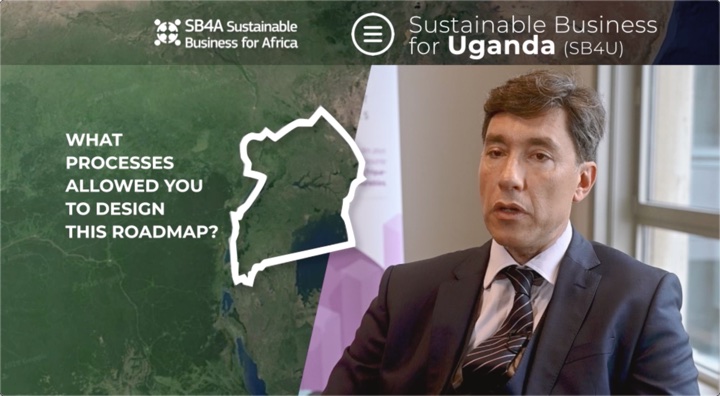 SB4A Sustainable
Business for Africa
Sustainable Business
for Uganda (SB4U)
WHAT
PROCESSES
ALLOWED YOU
TO DESIGN
THIS ROADMAP?